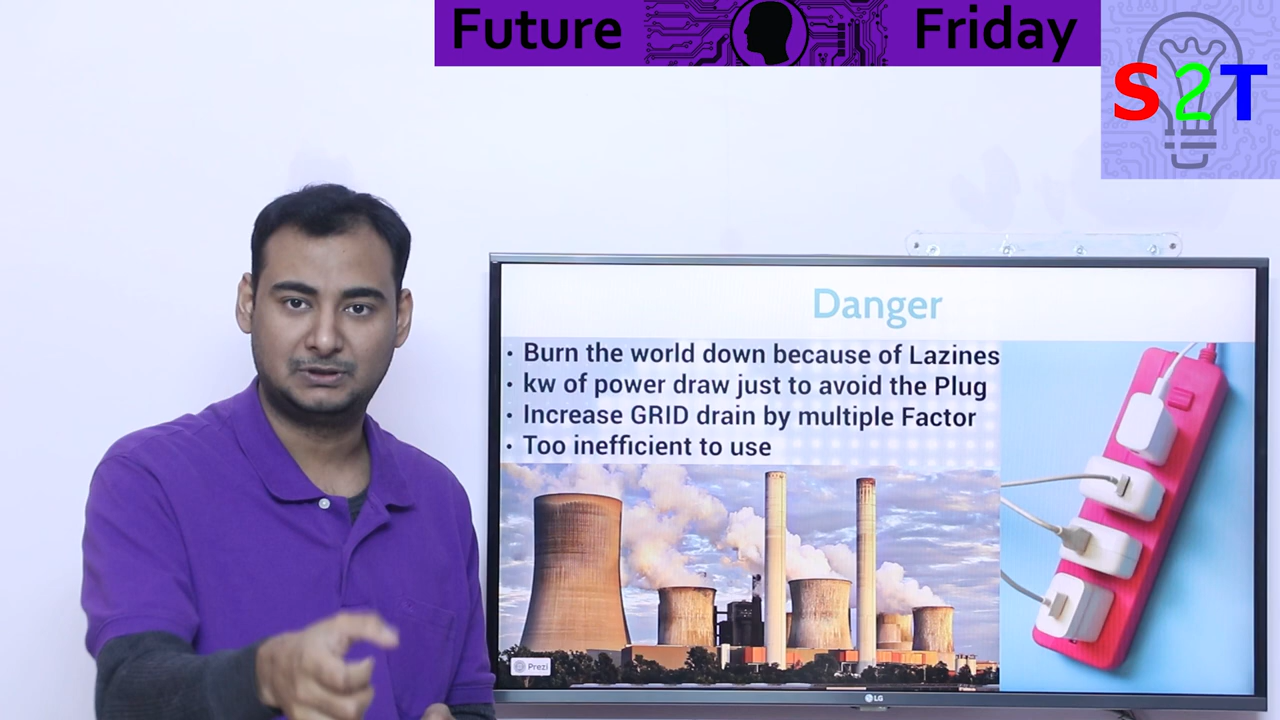 Future Friday
S2T
Danger
• Burn the world down because of Lazines
• kw of power draw just to avoid the Plug
• Increase GRID drain by multiple Factor
• Too inefficient to use
Prezi
LG